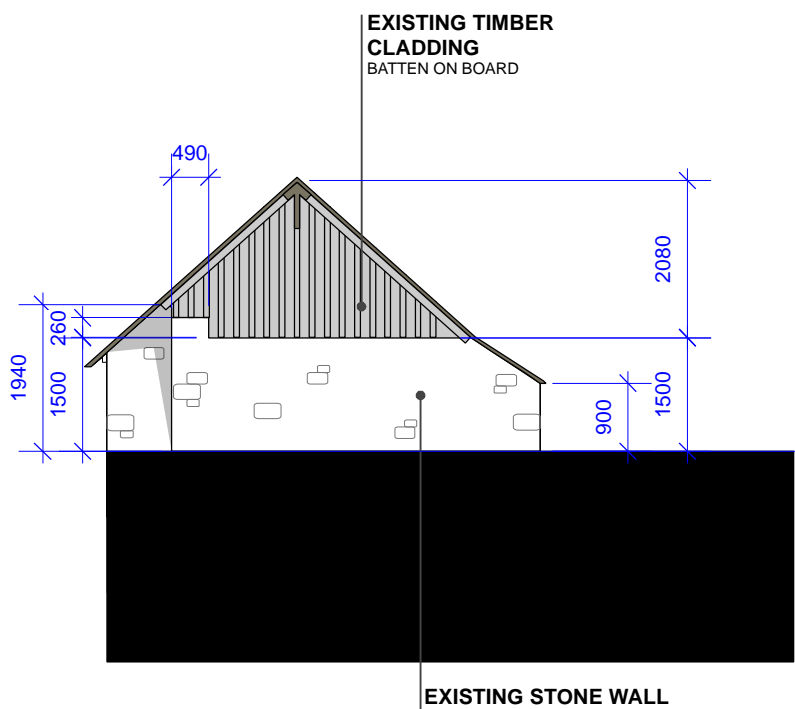 EXISTING TIMBER
CLADDING
BATTEN ON BOARD
490
2080
260
1940
1500
900
1500
EXISTING STONE WALL